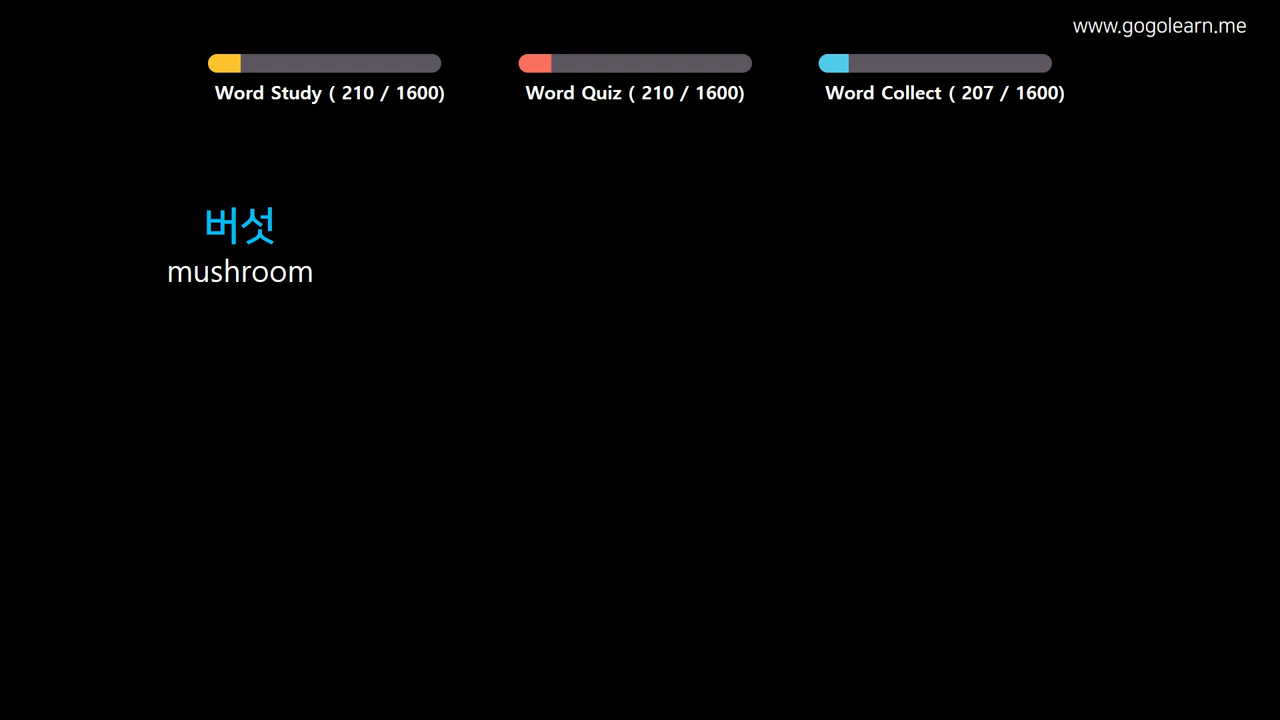 www.gogolearn.me
Word Study ( 210 / 1600)
Word Quiz ( 210 / 1600)
Word Collect ( 207 / 1600)
버섯
mushroom